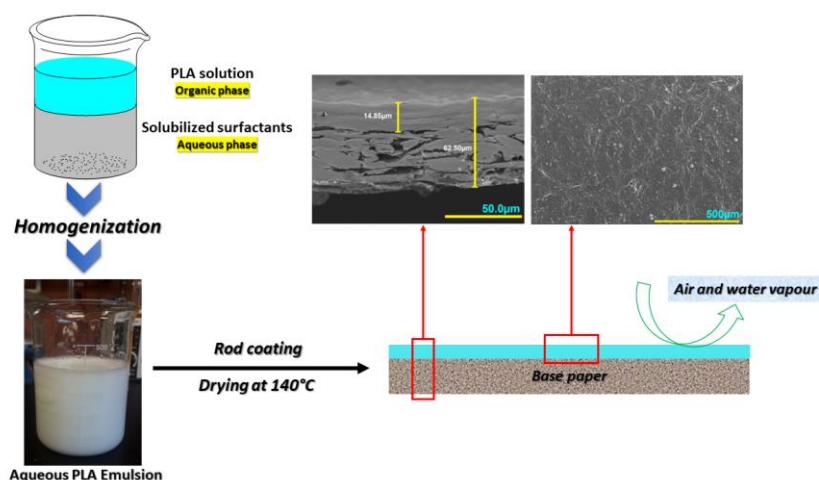 PLA solution
Organic phase
Solubilized surfactants
Aqueous phase
Homogenization
14.85µm
62.50µm
50.0µm
500µm
Air and water vapour
Rod coating
Drying at 140°C
Base paper
Aqueous PLA Emulsion